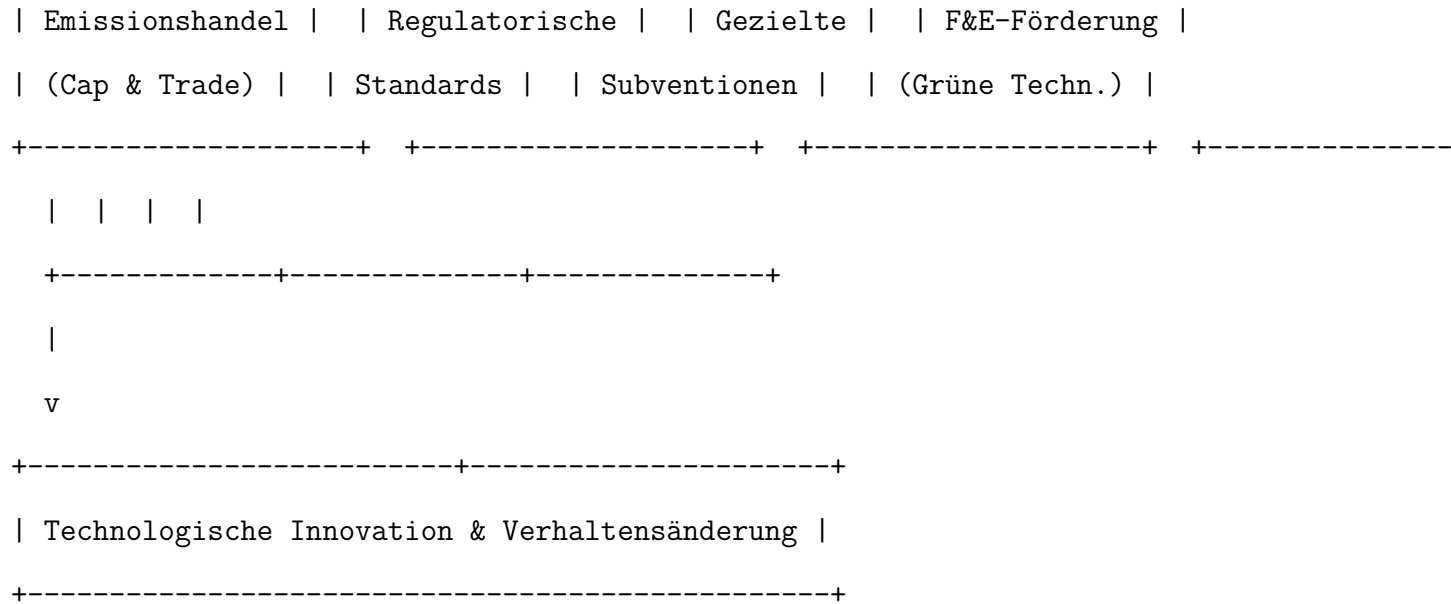 | Emissionshandel | | Regulatorische | | Gezielte | | F&E-Förderung |
| (Cap & Trade) | | Standards | | Subventionen | | (Grüne Techn.) |
+--------------------+ +--------------------+ +--------------------+ +---------------
| | | |
+-------------+--------------+--------------+
|
v
+--------------------------+----------------------+
| Technologische Innovation & Verhaltensänderung |
+-------------------------------------------------+